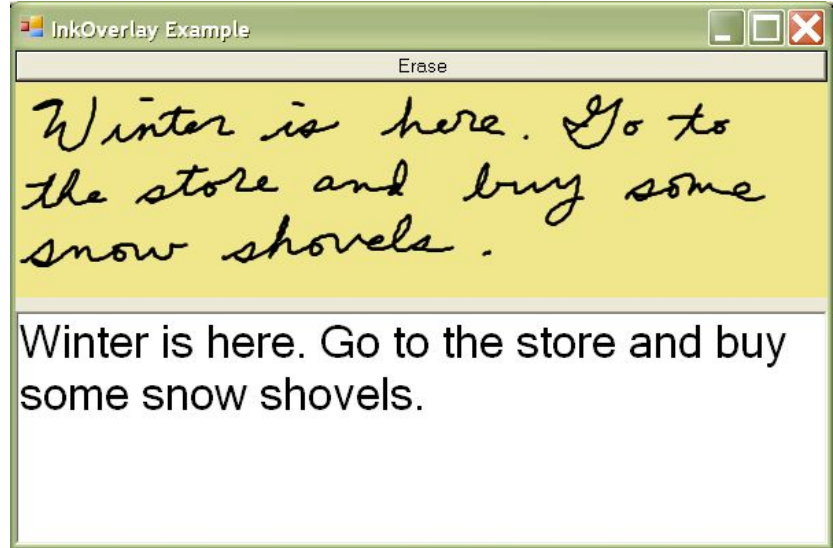 InkOverlay Example
Erase
Winter is here. Go to
the store and buy some
snow shovels.
Winter is here. Go to the store and buy
some snow shovels.